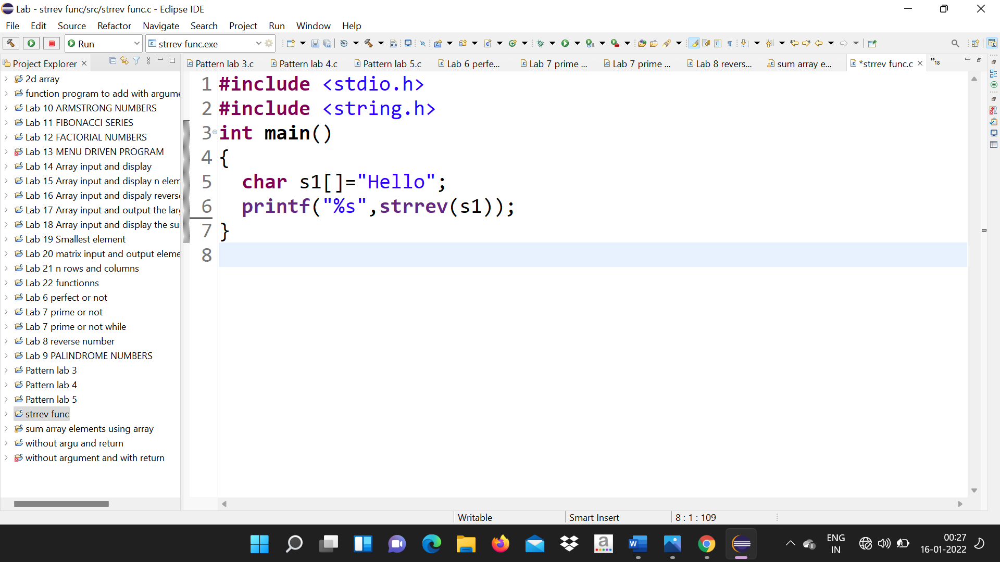 Lab - strrev func/src/strrev func.c - Eclipse IDE
File Edit Source Refactor Navigate Search Project Run Window Help
Run strrev func.exe
Project Explorer
Pattern lab 3.c Pattern lab 4.c Pattern lab 5.c Lab 6 perfe... Lab 7 prime ... Lab 7 prime ... Lab 8 revers... sum array e... *strrev func.c »18
2d array
function program to add with argume
Lab 10 ARMSTRONG NUMBERS
Lab 11 FIBONACCI SERIES
Lab 12 FACTORIAL NUMBERS
Lab 13 MENU DRIVEN PROGRAM
Lab 14 Array input and display
Lab 15 Array input and display n elem
Lab 16 Array input and dispaly reverse
Lab 17 Array input and output the larg
Lab 18 Array input and display the su
Lab 19 Smallest element
Lab 20 matrix input and output eleme
Lab 21 n rows and columns
Lab 22 functionns
Lab 6 perfect or not
Lab 7 prime or not
Lab 7 prime or not while
Lab 8 reverse number
Lab 9 PALINDROME NUMBERS
Pattern lab 3
Pattern lab 4
Pattern lab 5
strrev func
sum array elements using array
without argu and return
without argument and with return
1 #include <stdio.h>
2 #include <string.h>
3 int main()
4 {
5 char s1[]="Hello";
6 printf("%s",strrev(s1));
7 }
8
Writable Smart Insert 8 : 1 : 109
ENG
IN
00:27
16-01-2022